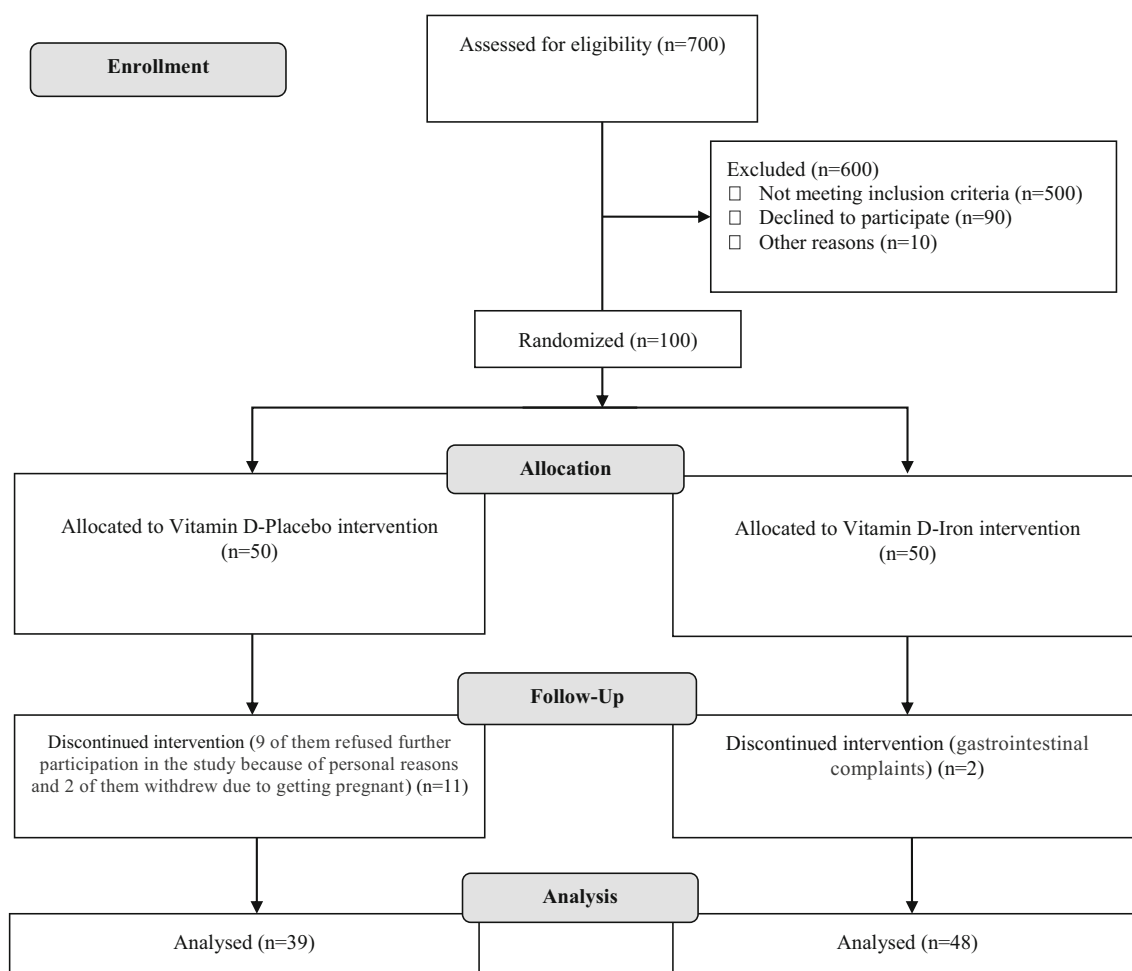 Assessed for eligibility (n=700)
Enrollment
Excluded (n=600)
Not meeting inclusion criteria (n=500)
Declined to participate (n=90)
Other reasons (n=10)
Randomized (n=100)
Allocation
Allocated to Vitamin D-Placebo intervention
(n=50)
Allocated to Vitamin D-Iron intervention
(n=50)
Follow-Up
Discontinued intervention (9 of them refused further
participation in the study because of personal reasons
and 2 of them withdrew due to getting pregnant) (n=11)
Discontinued intervention (gastrointestinal
complaints) (n=2)
Analysis
Analysed (n=39)
Analysed (n=48)